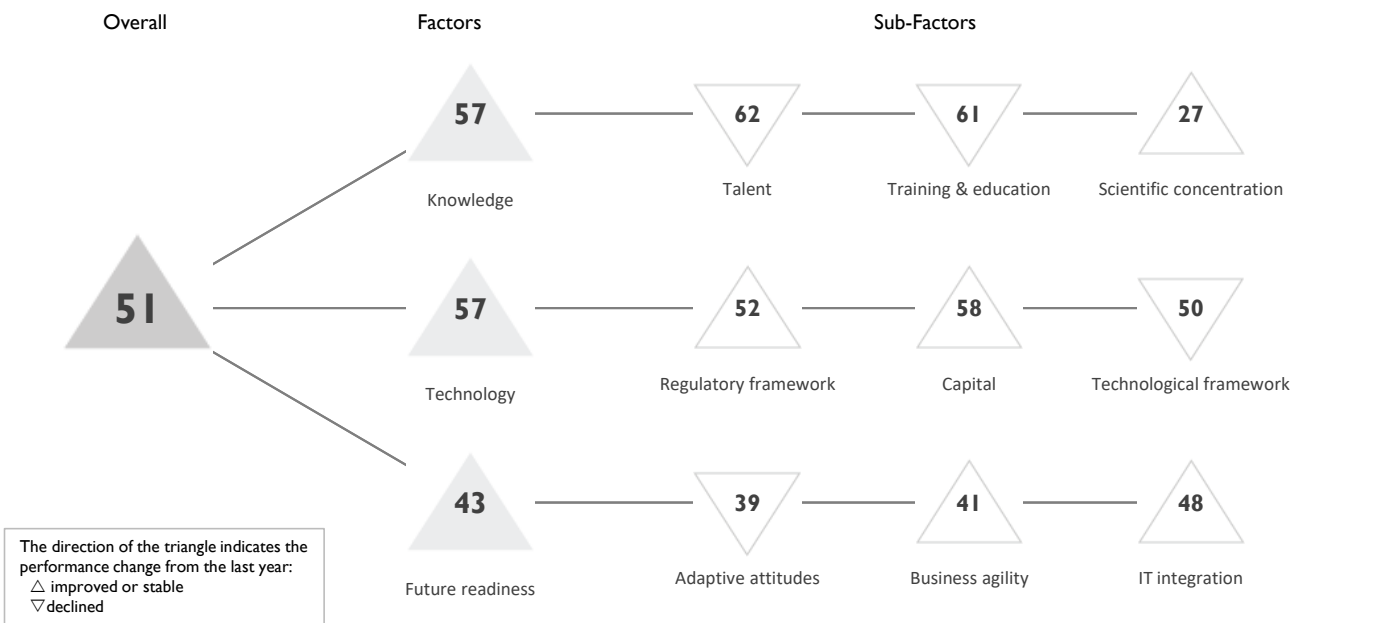 Overall
Factors
Sub-Factors
57
62
61
27
Knowledge
Talent
Training & education
Scientific concentration
51
57
52
58
50
Technology
Regulatory framework
Capital
Technological framework
43
39
41
48
Future readiness
Adaptive attitudes
Business agility
IT integration
The direction of the triangle indicates the
performance change from the last year:
△ improved or stable
▽ declined